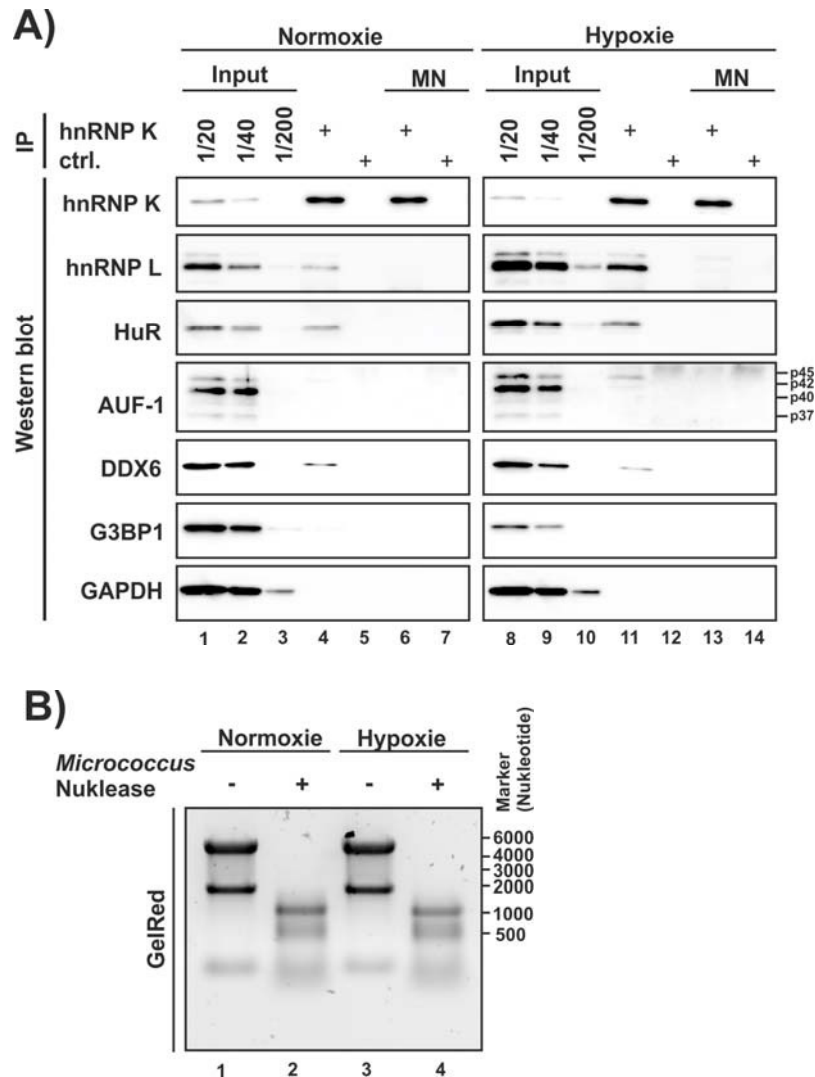 A)
Normoxie Hypoxie
Input MN Input MN
IP
hnRNP K 1/20 1/40 1/200 + + 1/20 1/40 1/200 + +
ctrl. + + + +
Western blot
hnRNP K
hnRNP L
HuR
AUF-1
p45
p42
p40
p37
DDX6
G3BP1
GAPDH
1 2 3 4 5 6 7 8 9 10 11 12 13 14
B)
Normoxie Hypoxie
Micrococcus
Nuklease - + - +
Marker
(Nukleotide)
GelRed
6000
4000
3000
2000
1000
500
1 2 3 4